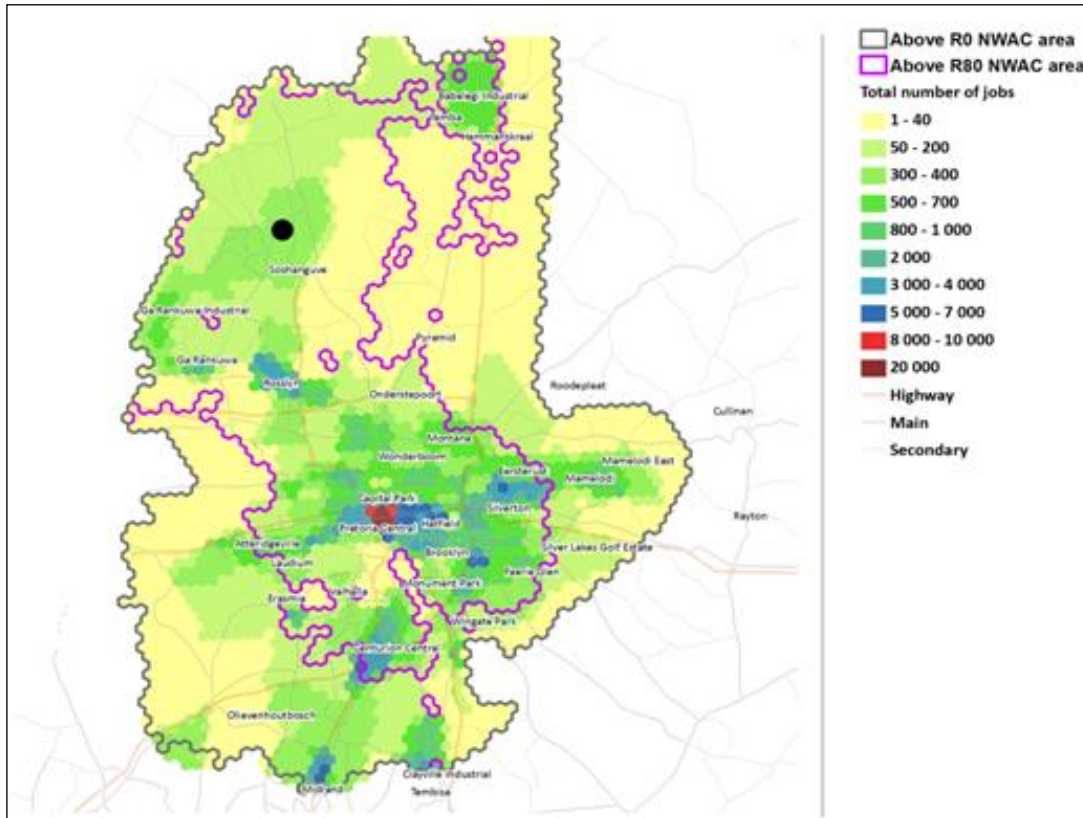 Above R0 NWAC area
Above R80 NWAC area
Total number of jobs
1 - 40
50 - 200
300 - 400
500 - 700
800 - 1 000
2 000
3 000 - 4 000
5 000 - 7 000
8 000 - 10 000
20 000
Highway
Main
Secondary
Babelegi Industrial
Temba
Hammanskraal
Soshanguve
Ga Rankuwa Industrial
Pyramid
Ga Rankuwa
Rosslyn
Roodeplaat
Onderstepoort
Cullinan
Montana
Wonderboom
Eersterust
Mamelodi East
Mamelodi
Capital Park
Silverton
Pretoria Central
Hatfield
Rayton
Atteridgeville
Brooklyn
Silver Lakes Golf Estate
Laudium
Faerie Glen
Monument Park
Erasmia
Valhalla
Wingate Park
Centurion Central
Olievenhoutbosch
Clayville Industrial
Midrand
Tembisa